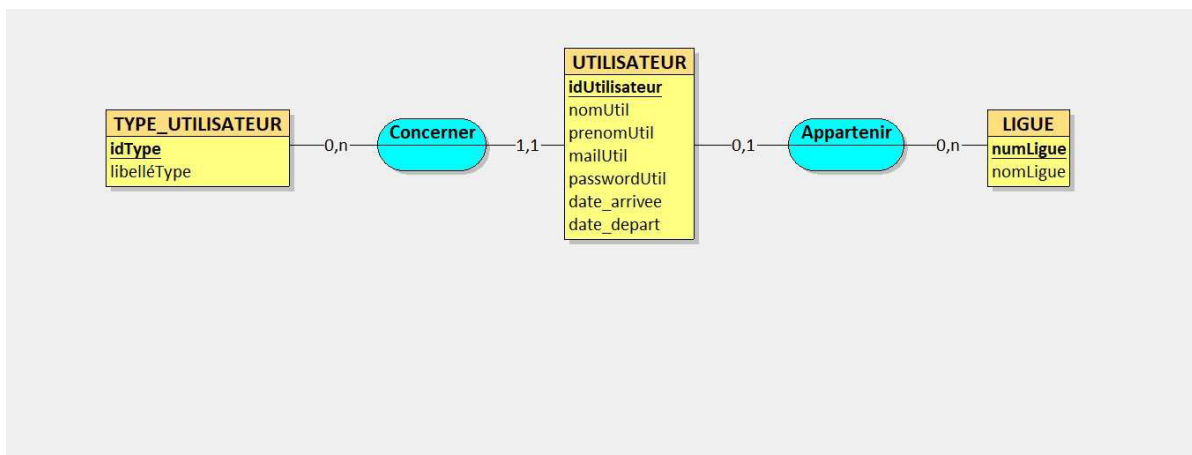 TYPE_UTILISATEUR
idType
libelléType
0,n
Concerner
1,1
UTILISATEUR
idUtilisateur
nomUtil
prenomUtil
mailUtil
passwordUtil
date_arrivee
date_depart
0,1
Appartenir
0,n
LIGUE
numLigue
nomLigue